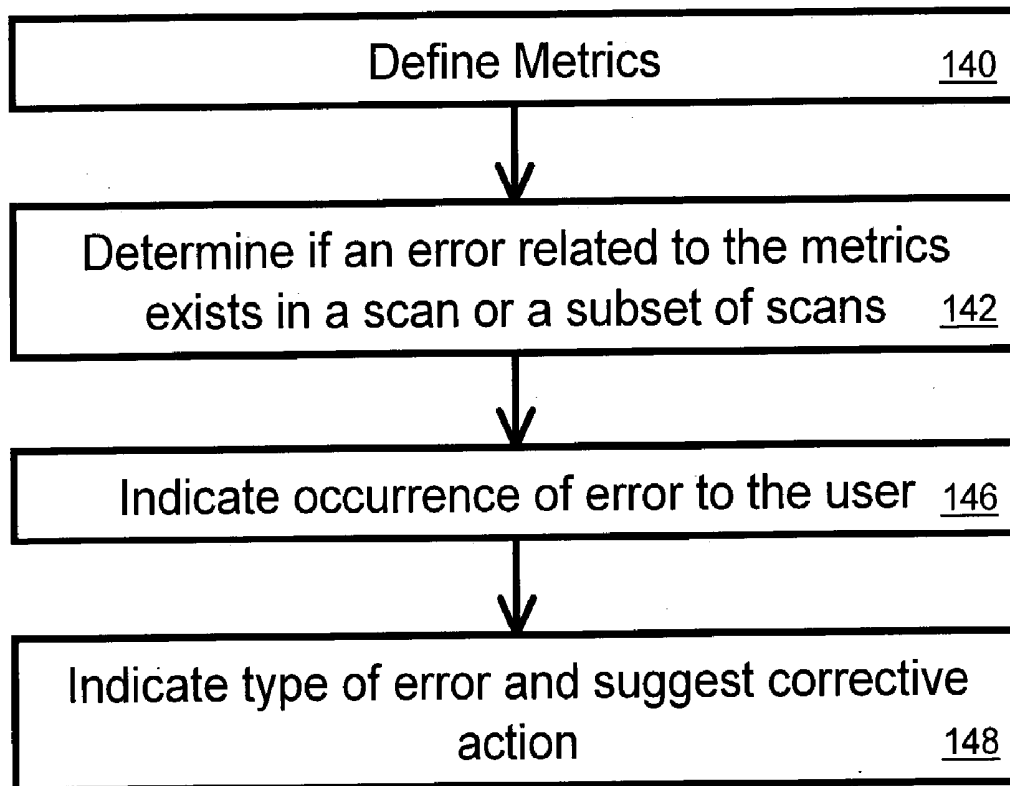 Define Metrics 140
Determine if an error related to the metrics
exists in a scan or a subset of scans 142
Indicate occurrence of error to the user 146
Indicate type of error and suggest corrective
action 148